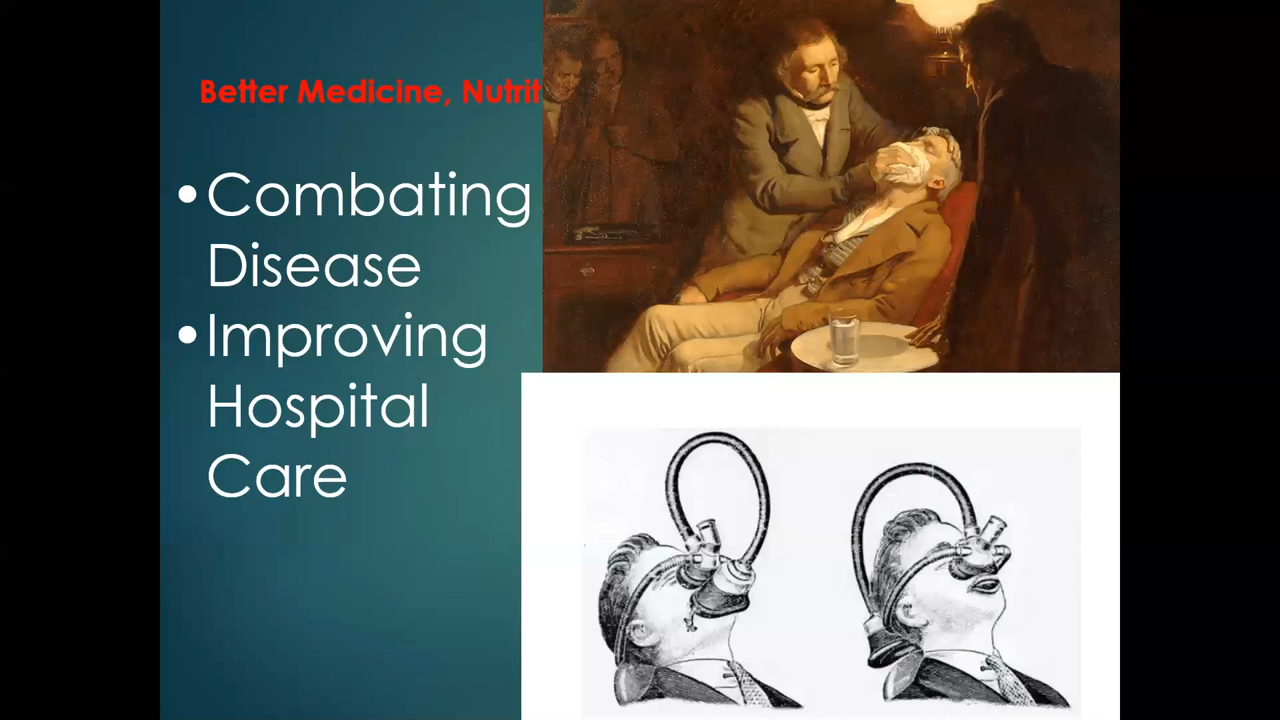 Better Medicine, Nutrit
•Combating
Disease
•Improving
Hospital
Care